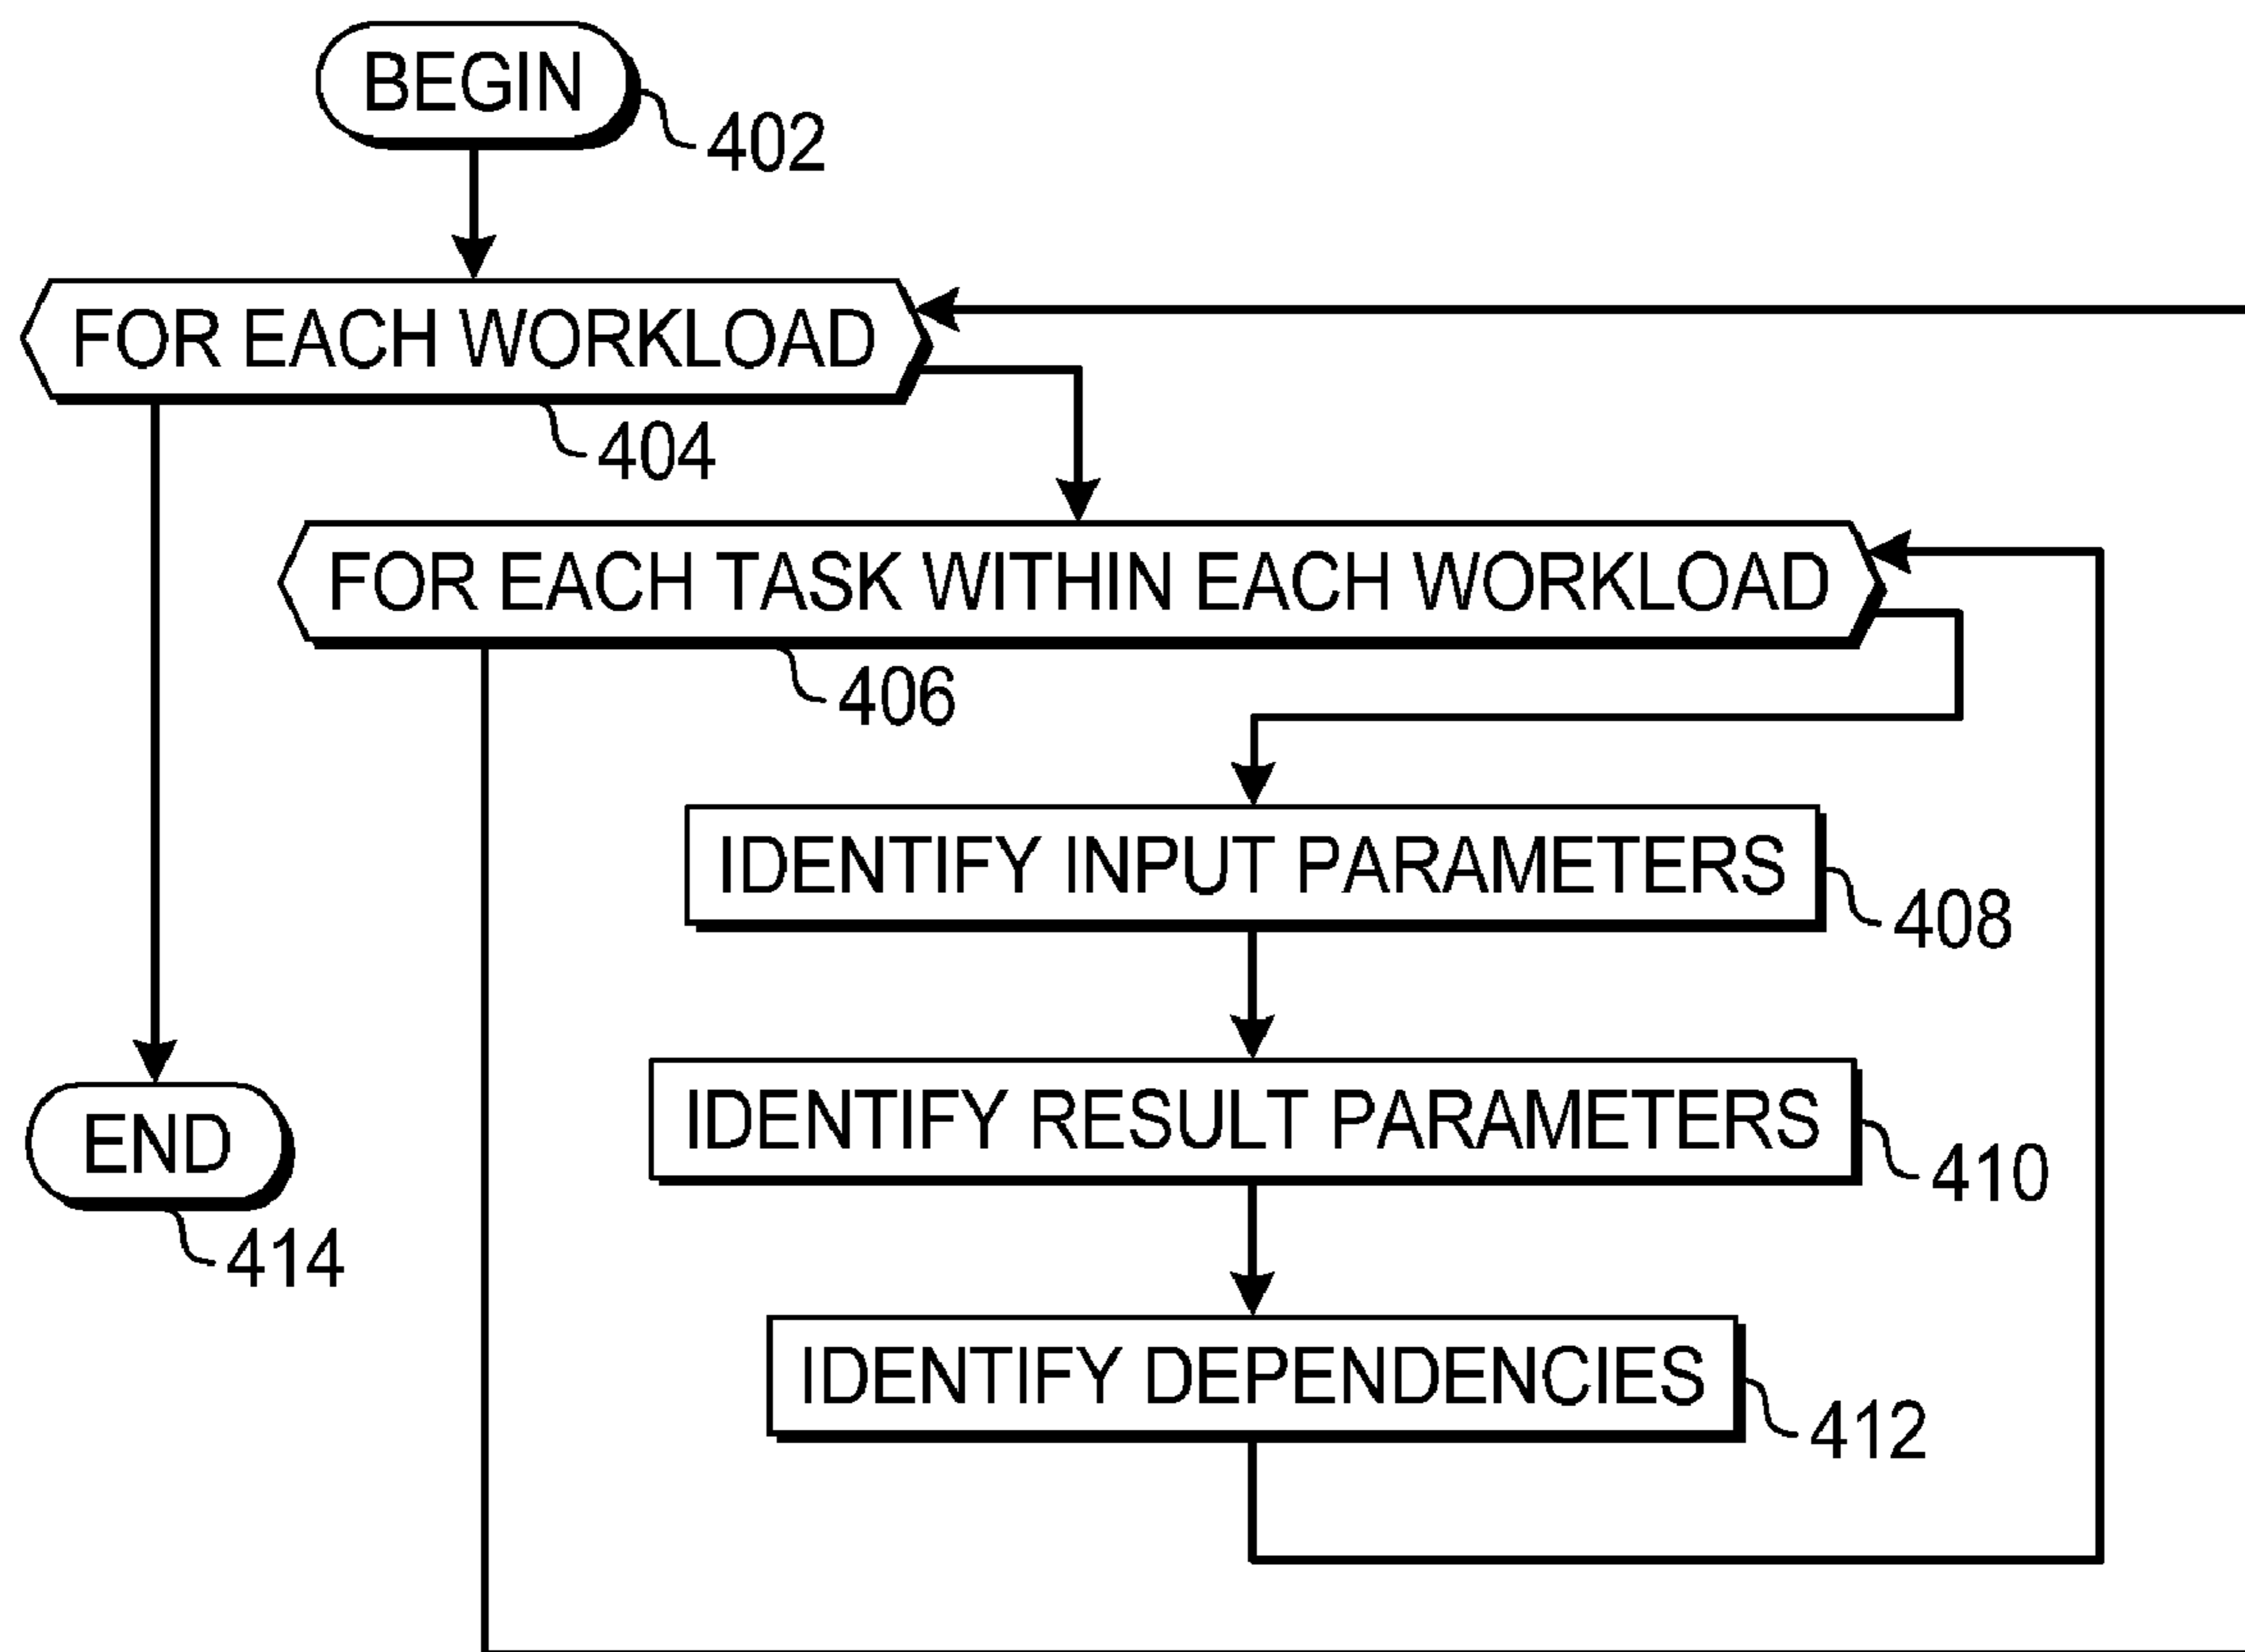 BEGIN
402
FOR EACH WORKLOAD
404
FOR EACH TASK WITHIN EACH WORKLOAD
406
IDENTIFY INPUT PARAMETERS
408
IDENTIFY RESULT PARAMETERS
410
END
414
IDENTIFY DEPENDENCIES
412